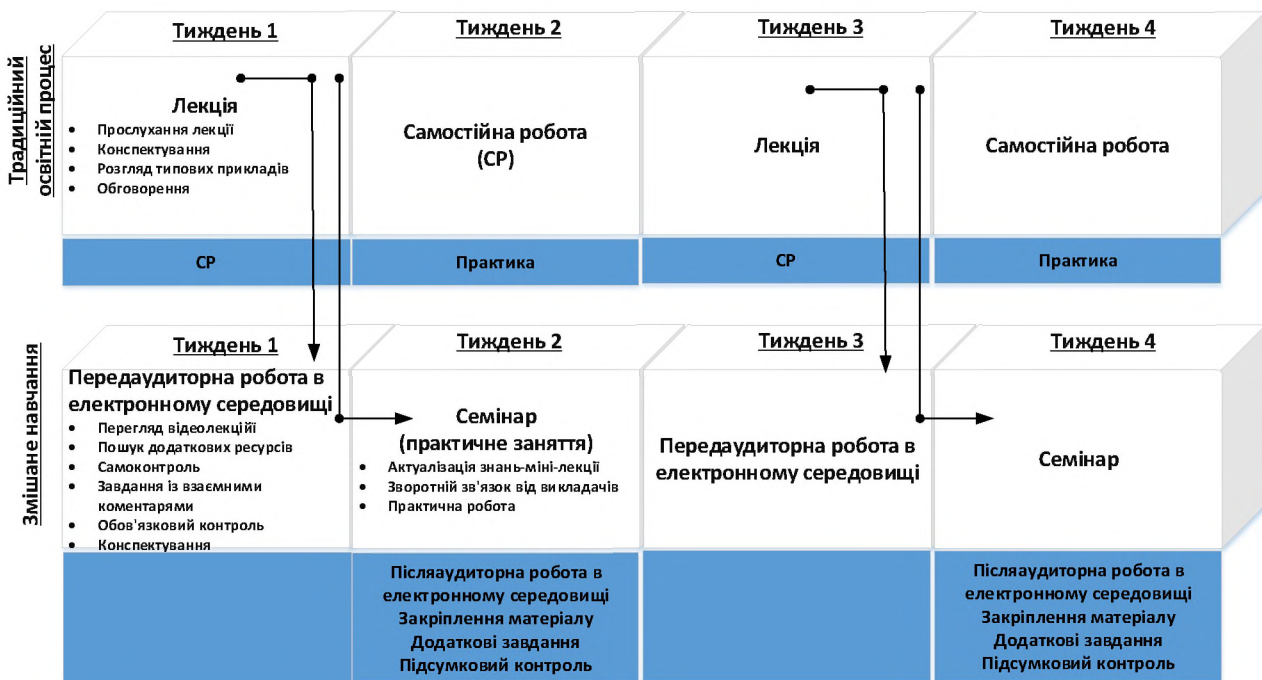 Традиційний
освітній процес
Тиждень 1
Тиждень 2
Тиждень 3
Тиждень 4
Лекція
• Прослухання лекції
• Конспектування
• Розгляд типових прикладів
• Обговорення
Самостійна робота
(СР)
Лекція
Самостійна робота
СР
Практика
СР
Практика
Змішане навчання
Тиждень 1
Тиждень 2
Тиждень 3
Тиждень 4
Передаудиторна робота в
електронному середовищі
• Перегляд відеолекційї
• Пошук додаткових ресурсів
• Самоконтроль
• Завдання із взаємними
коментарями
• Обов'язковий контроль
• Конспектування
Семінар
(практичне заняття)
• Актуалізація знань-міні-лекції
• Зворотній зв'язок від викладачів
• Практична робота
Передаудиторна робота в
електронному середовищі
Семінар
Післяаудиторна робота в
електронному середовищі
Закріплення матеріалу
Додаткові завдання
Підсумковий контроль
Післяаудиторна робота в
електронному середовищі
Закріплення матеріалу
Додаткові завдання
Підсумковий контроль